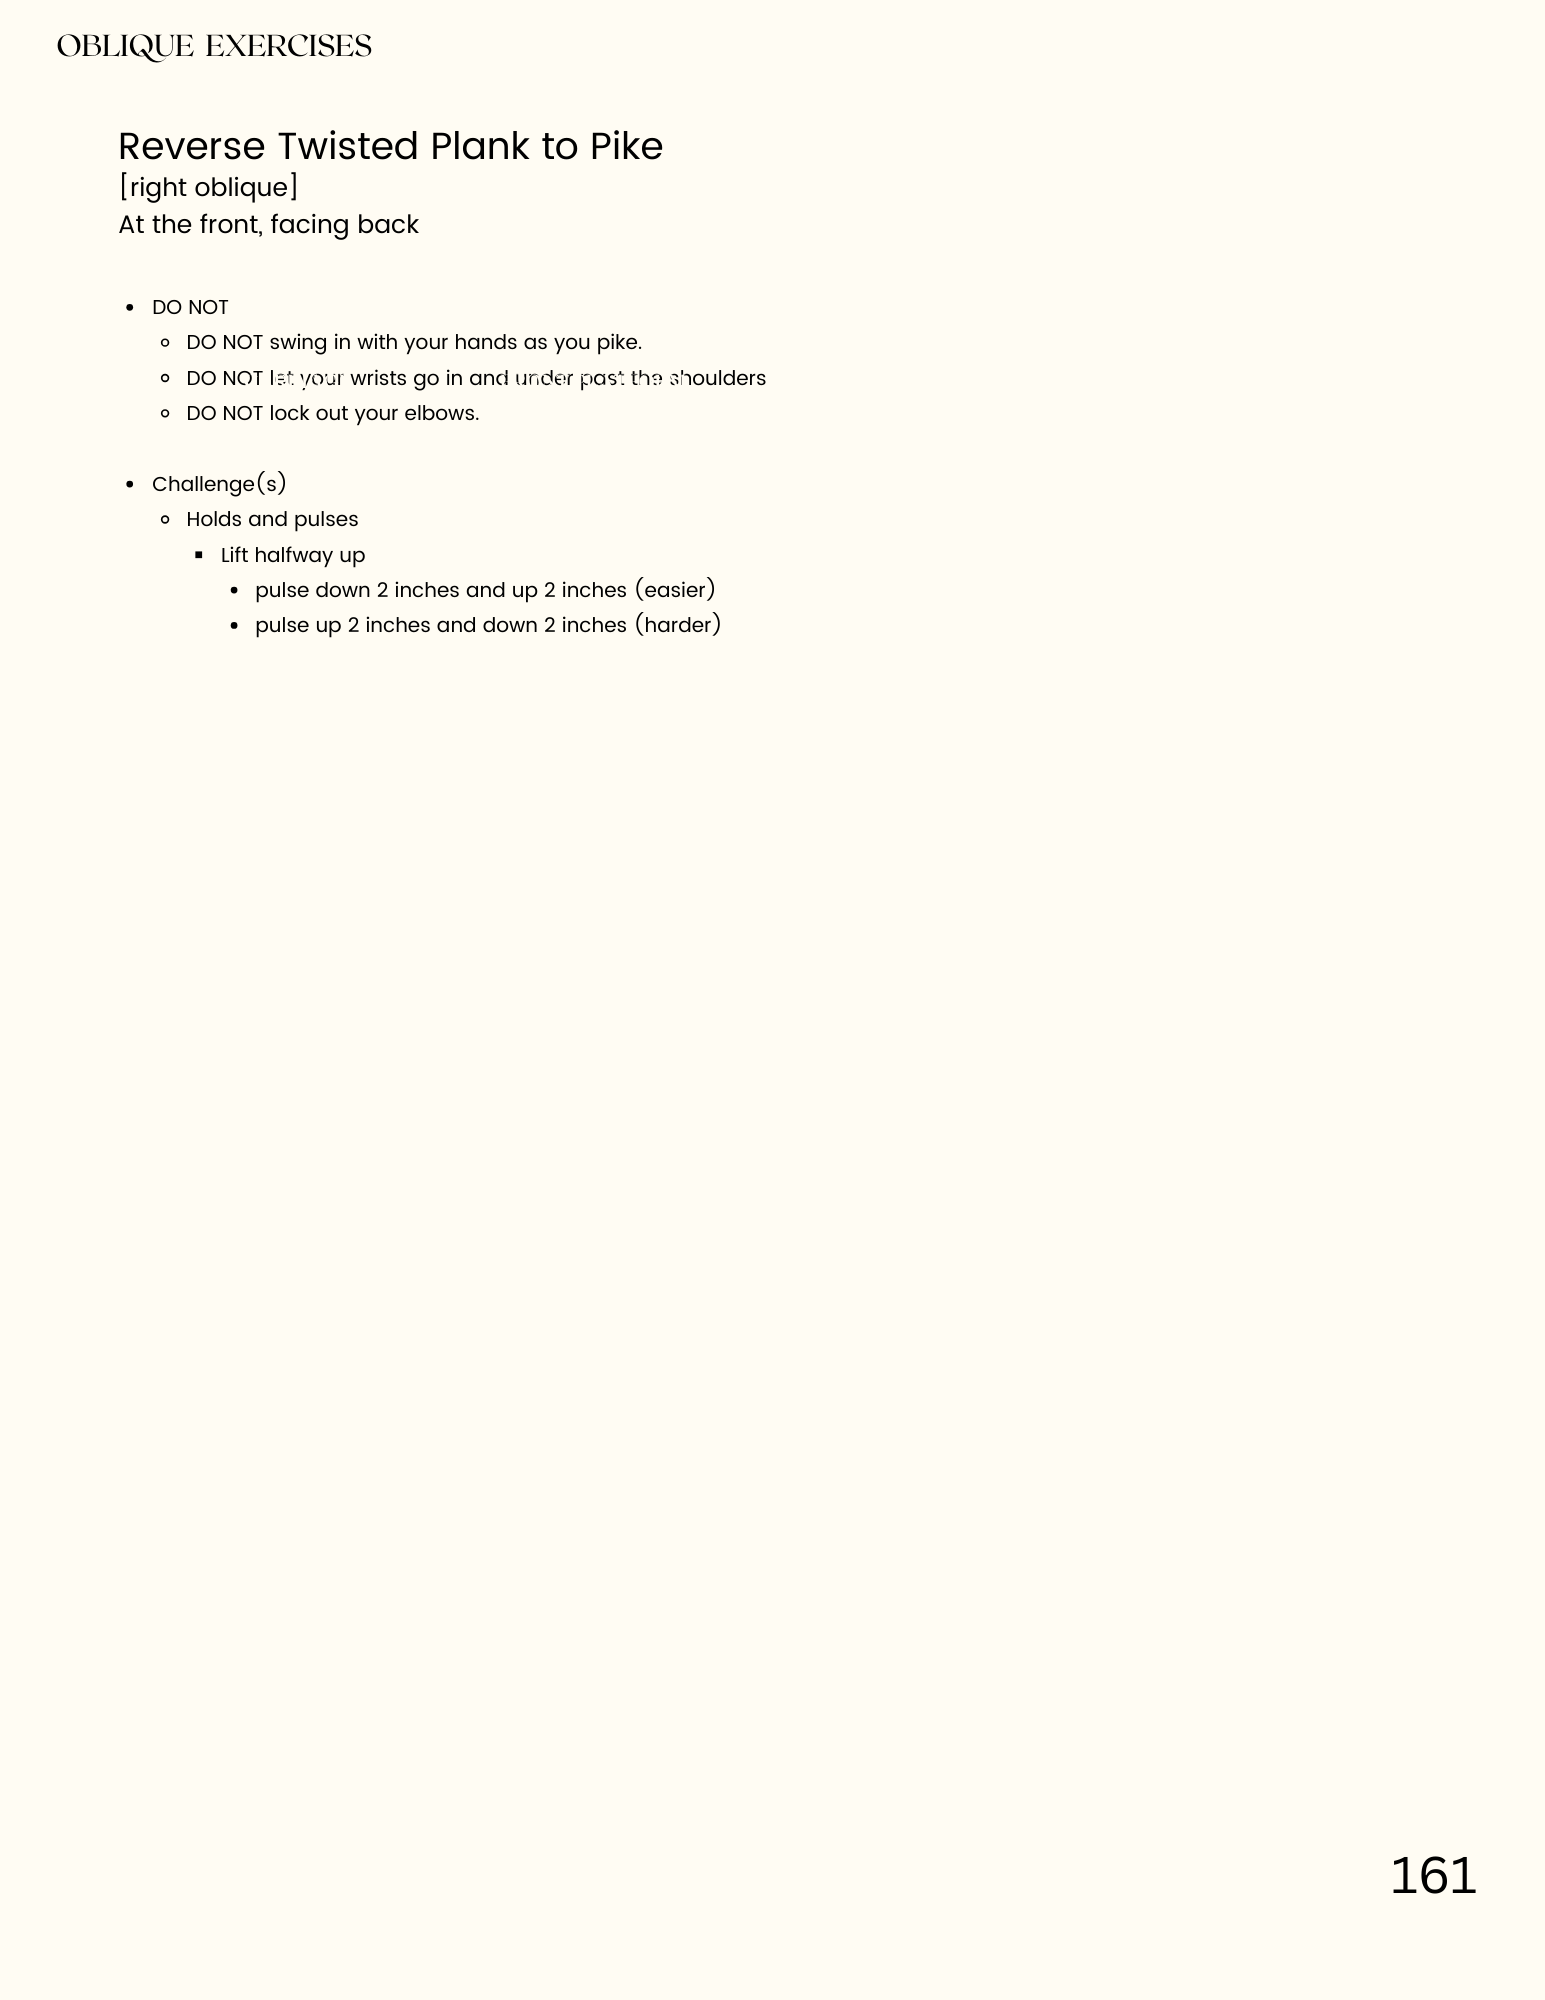 OBLIQUE EXERCISES
Reverse Twisted Plank to Pike
[right oblique]
At the front, facing back
• DO NOT
○ DO NOT swing in with your hands as you pike.
○ DO NOT let your wrists go in and under past the shoulders
○ DO NOT lock out your elbows.
• Challenge(s)
○ Holds and pulses
▪ Lift halfway up
• pulse down 2 inches and up 2 inches (easier)
• pulse up 2 inches and down 2 inches (harder)
161